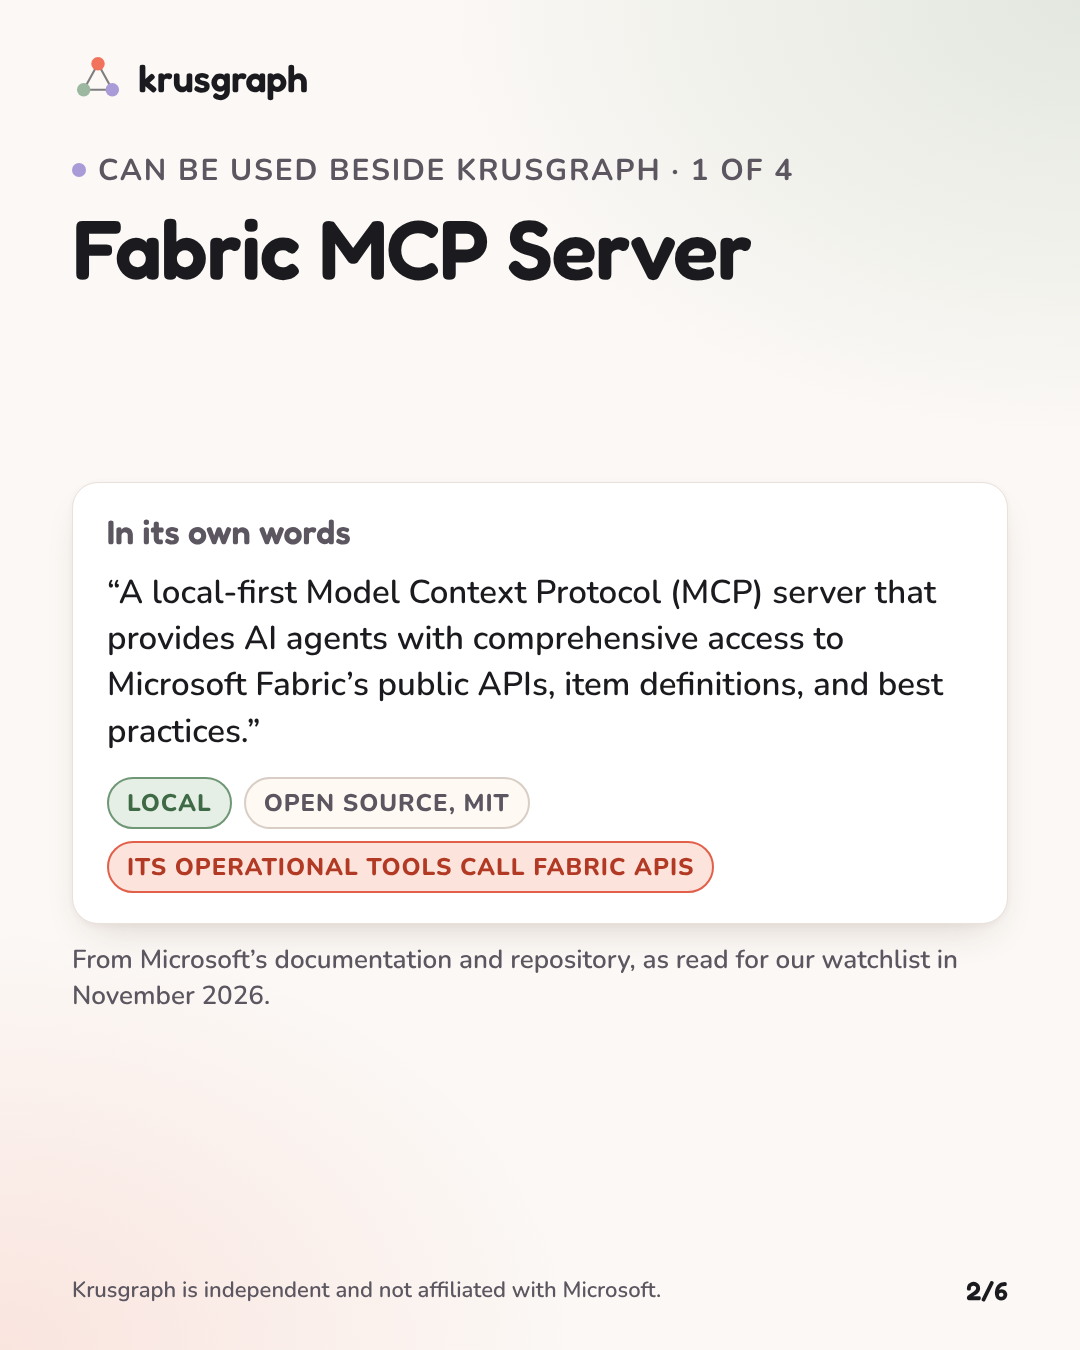 krusgraph
CAN BE USED BESIDE KRUSGRAPH · 1 OF 4
Fabric MCP Server
In its own words
“A local-first Model Context Protocol (MCP) server that
provides AI agents with comprehensive access to
Microsoft Fabric’s public APIs, item definitions, and best
practices.”
LOCAL
OPEN SOURCE, MIT
ITS OPERATIONAL TOOLS CALL FABRIC APIS
From Microsoft’s documentation and repository, as read for our watchlist in
November 2026.
Krusgraph is independent and not affiliated with Microsoft.
2/6